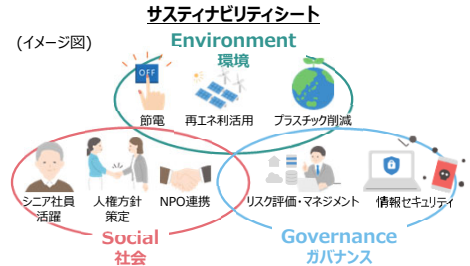 サスティナビリティシート
(イメージ図)
Environment
環境
OFF
節電
再エネ利活用
プラスチック削減
シニア社員
活躍
人権方針
策定
NPO連携
リスク評価・マネジメント
情報セキュリティ
Social
社会
Governance
ガバナンス